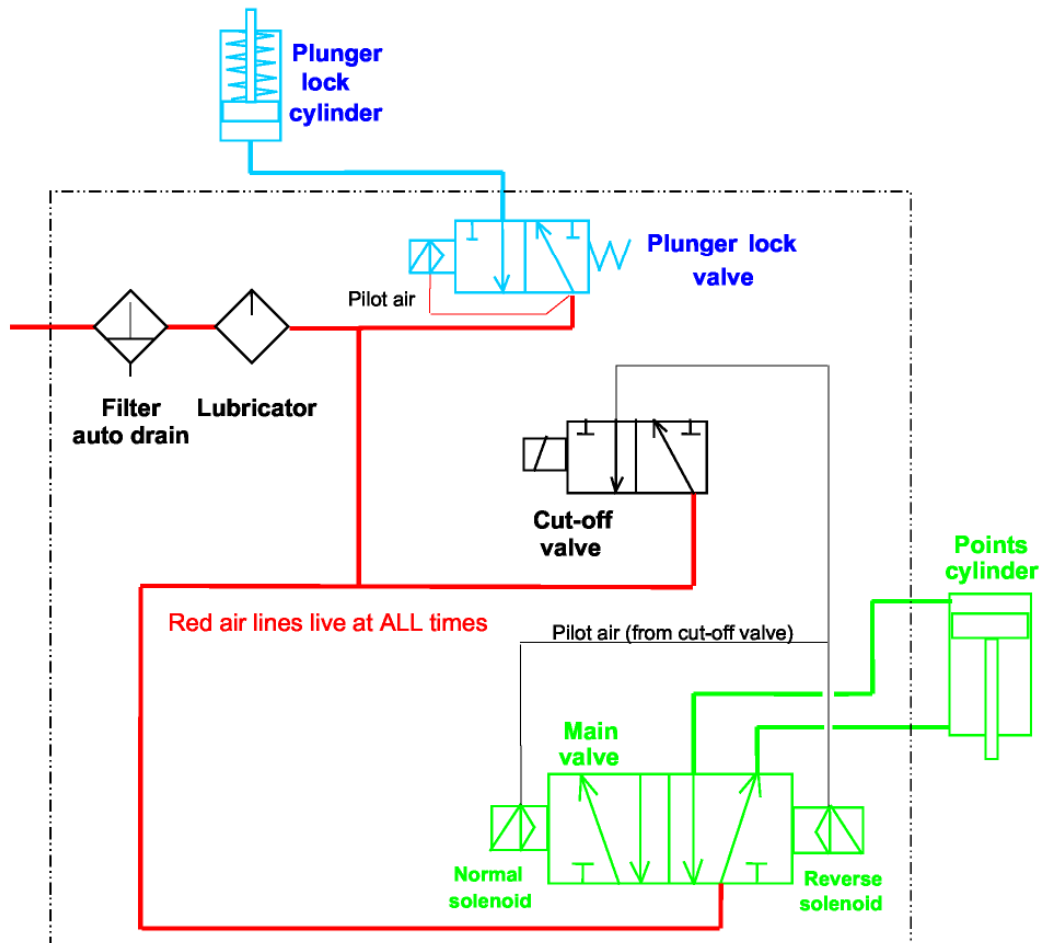 Plunger
lock
cylinder
Plunger lock
valve
Pilot air
Filter
auto drain
Lubricator
Cut-off
valve
Points
cylinder
Red air lines live at ALL times
Pilot air (from cut-off valve)
Main
valve
Normal
solenoid
Reverse
solenoid